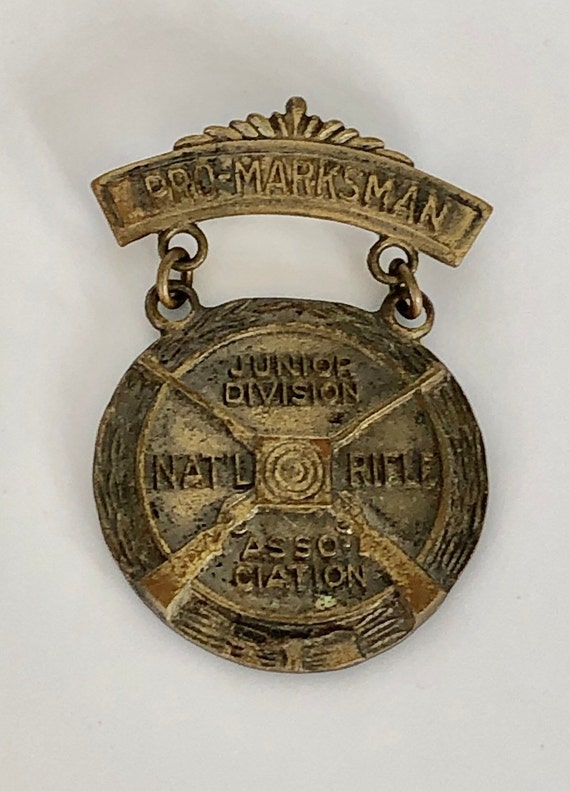 PRO-MARKSMAN
JUNIOR
DIVISION
NAT'L RIFLE
ASSO-
CIATION